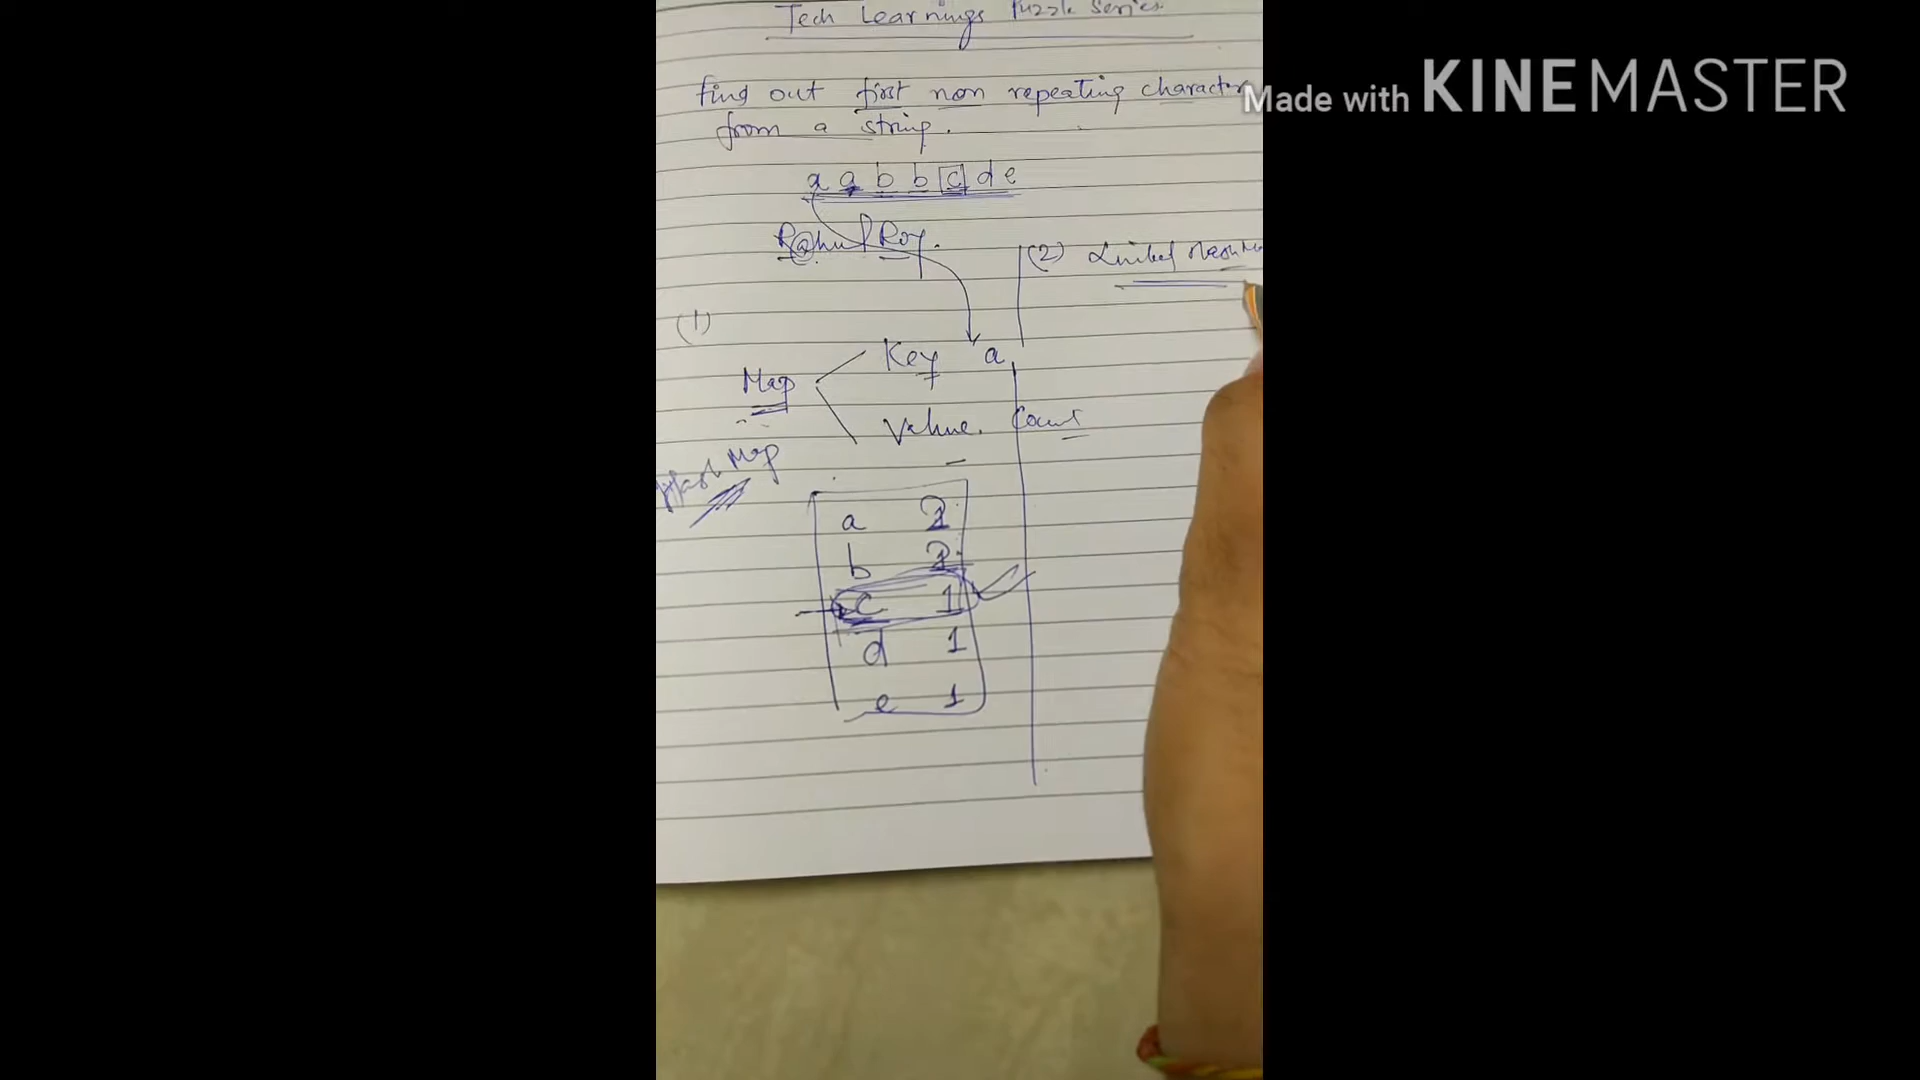 Tech Learnings Puzzle Series
find out first non repeating character
from a string.
a a b b c d e
Rahul Roy.
(1)
Map
Key a
Value. Count
Map
a 2
b 2
c 1
d 1
e 1
(2)
Made with KINEMASTER